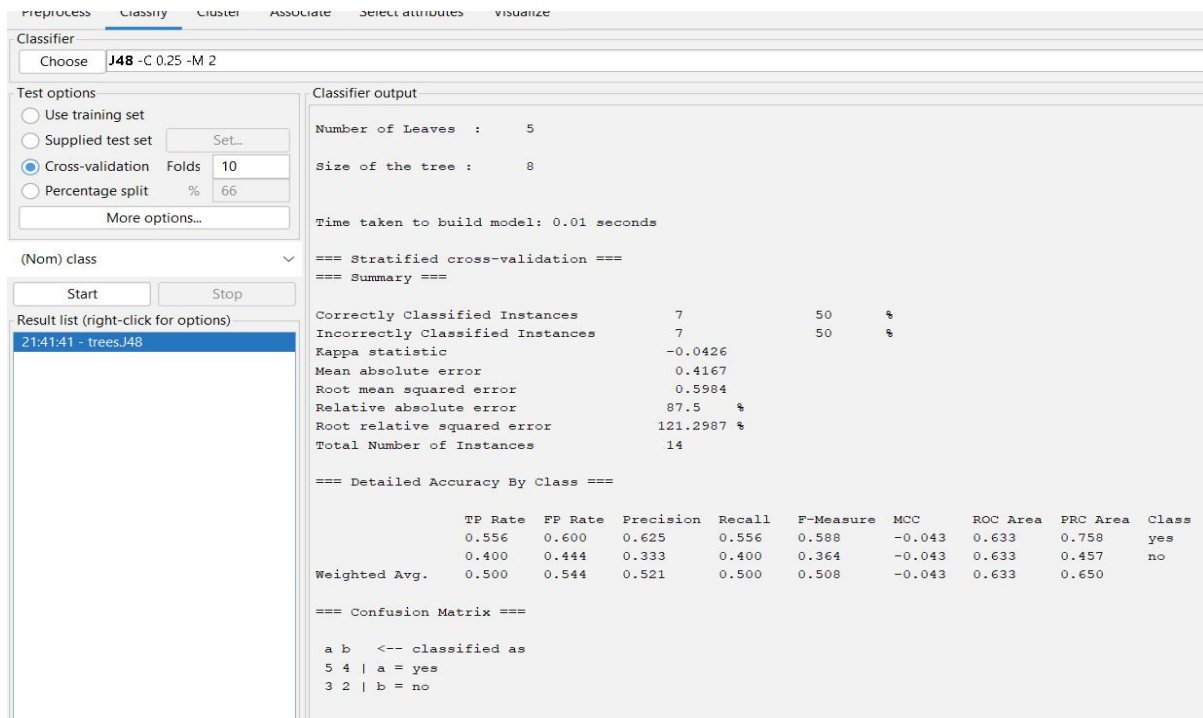 Preprocess Classify Cluster Associate Select attributes Visualize
Classifier
Choose J48 -C 0.25 -M 2
Test options
Use training set
Supplied test set Set...
Cross-validation Folds 10
Percentage split % 66
More options...
(Nom) class
Start Stop
Result list (right-click for options)
21:41:41 - trees.J48
Classifier output
Number of Leaves : 5
Size of the tree : 8
Time taken to build model: 0.01 seconds
=== Stratified cross-validation ===
=== Summary ===
Correctly Classified Instances 7 50 %
Incorrectly Classified Instances 7 50 %
Kappa statistic -0.0426
Mean absolute error 0.4167
Root mean squared error 0.5984
Relative absolute error 87.5 %
Root relative squared error 121.2987 %
Total Number of Instances 14
=== Detailed Accuracy By Class ===
TP Rate FP Rate Precision Recall F-Measure MCC ROC Area PRC Area Class
0.556 0.600 0.625 0.556 0.588 -0.043 0.633 0.758 yes
0.400 0.444 0.333 0.400 0.364 -0.043 0.633 0.457 no
Weighted Avg. 0.500 0.544 0.521 0.500 0.508 -0.043 0.633 0.650
=== Confusion Matrix ===
a b <-- classified as
5 4 | a = yes
3 2 | b = no